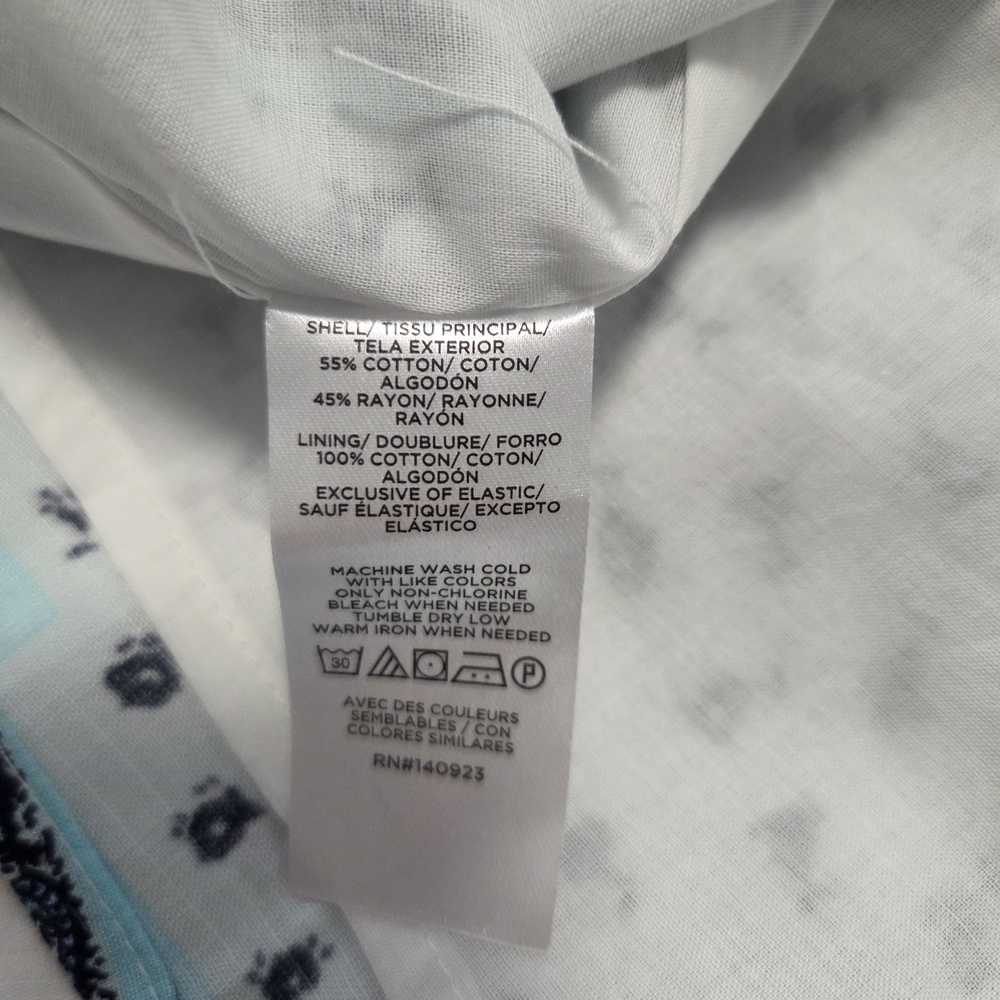 SHELL/ TISSU PRINCIPAL/
TELA EXTERIOR
55% COTTON/ COTON/
ALGODÓN
45% RAYON/ RAYONNE/
RAYÓN
LINING/ DOUBLURE/ FORRO
100% COTTON/ COTON/
ALGODÓN
EXCLUSIVE OF ELASTIC/
SAUF ÉLASTIQUE/ EXCEPTO
ELÁSTICO
MACHINE WASH COLD
WITH LIKE COLORS
ONLY NON-CHLORINE
BLEACH WHEN NEEDED
TUMBLE DRY LOW
WARM IRON WHEN NEEDED
30 P
AVEC DES COULEURS
SEMBLABLES / CON
COLORES SIMILARES
RN#140923